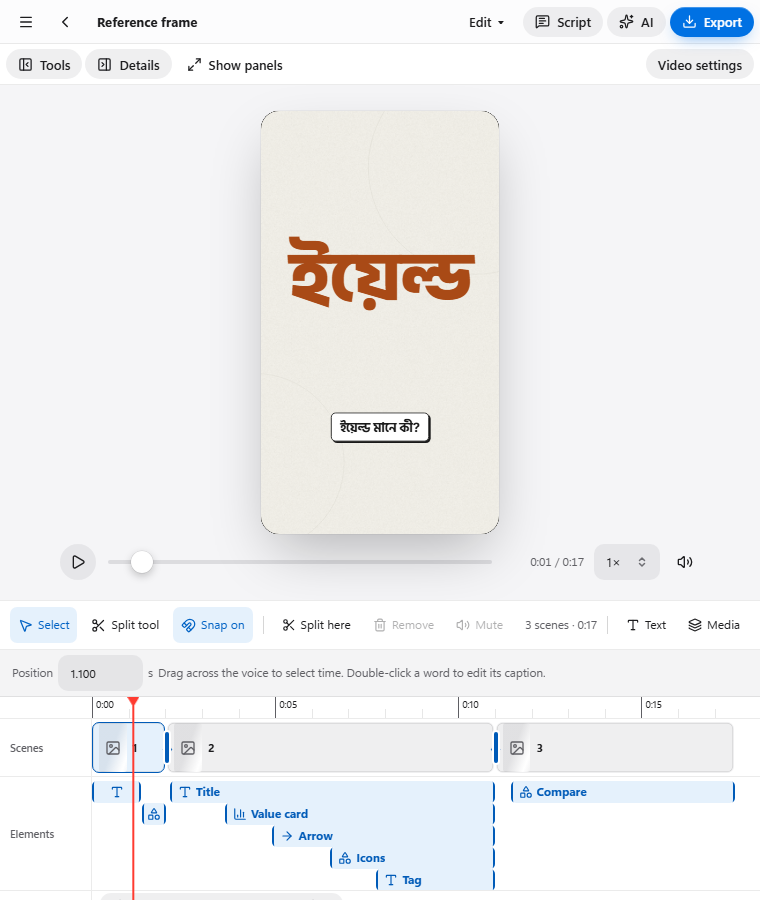 Reference frame
Edit
Script
AI
Export
Tools
Details
Show panels
Video settings
ইয়েল্ড
ইয়েল্ড মানে কী?
0:01 / 0:17
1×
Select
Split tool
Snap on
Split here
Remove
Mute
3 scenes · 0:17
Text
Media
Position
1.100
s Drag across the voice to select time. Double-click a word to edit its caption.
0:00
0:05
0:10
0:15
Scenes
1
2
3
Elements
Title
Compare
Value card
Arrow
Icons
Tag